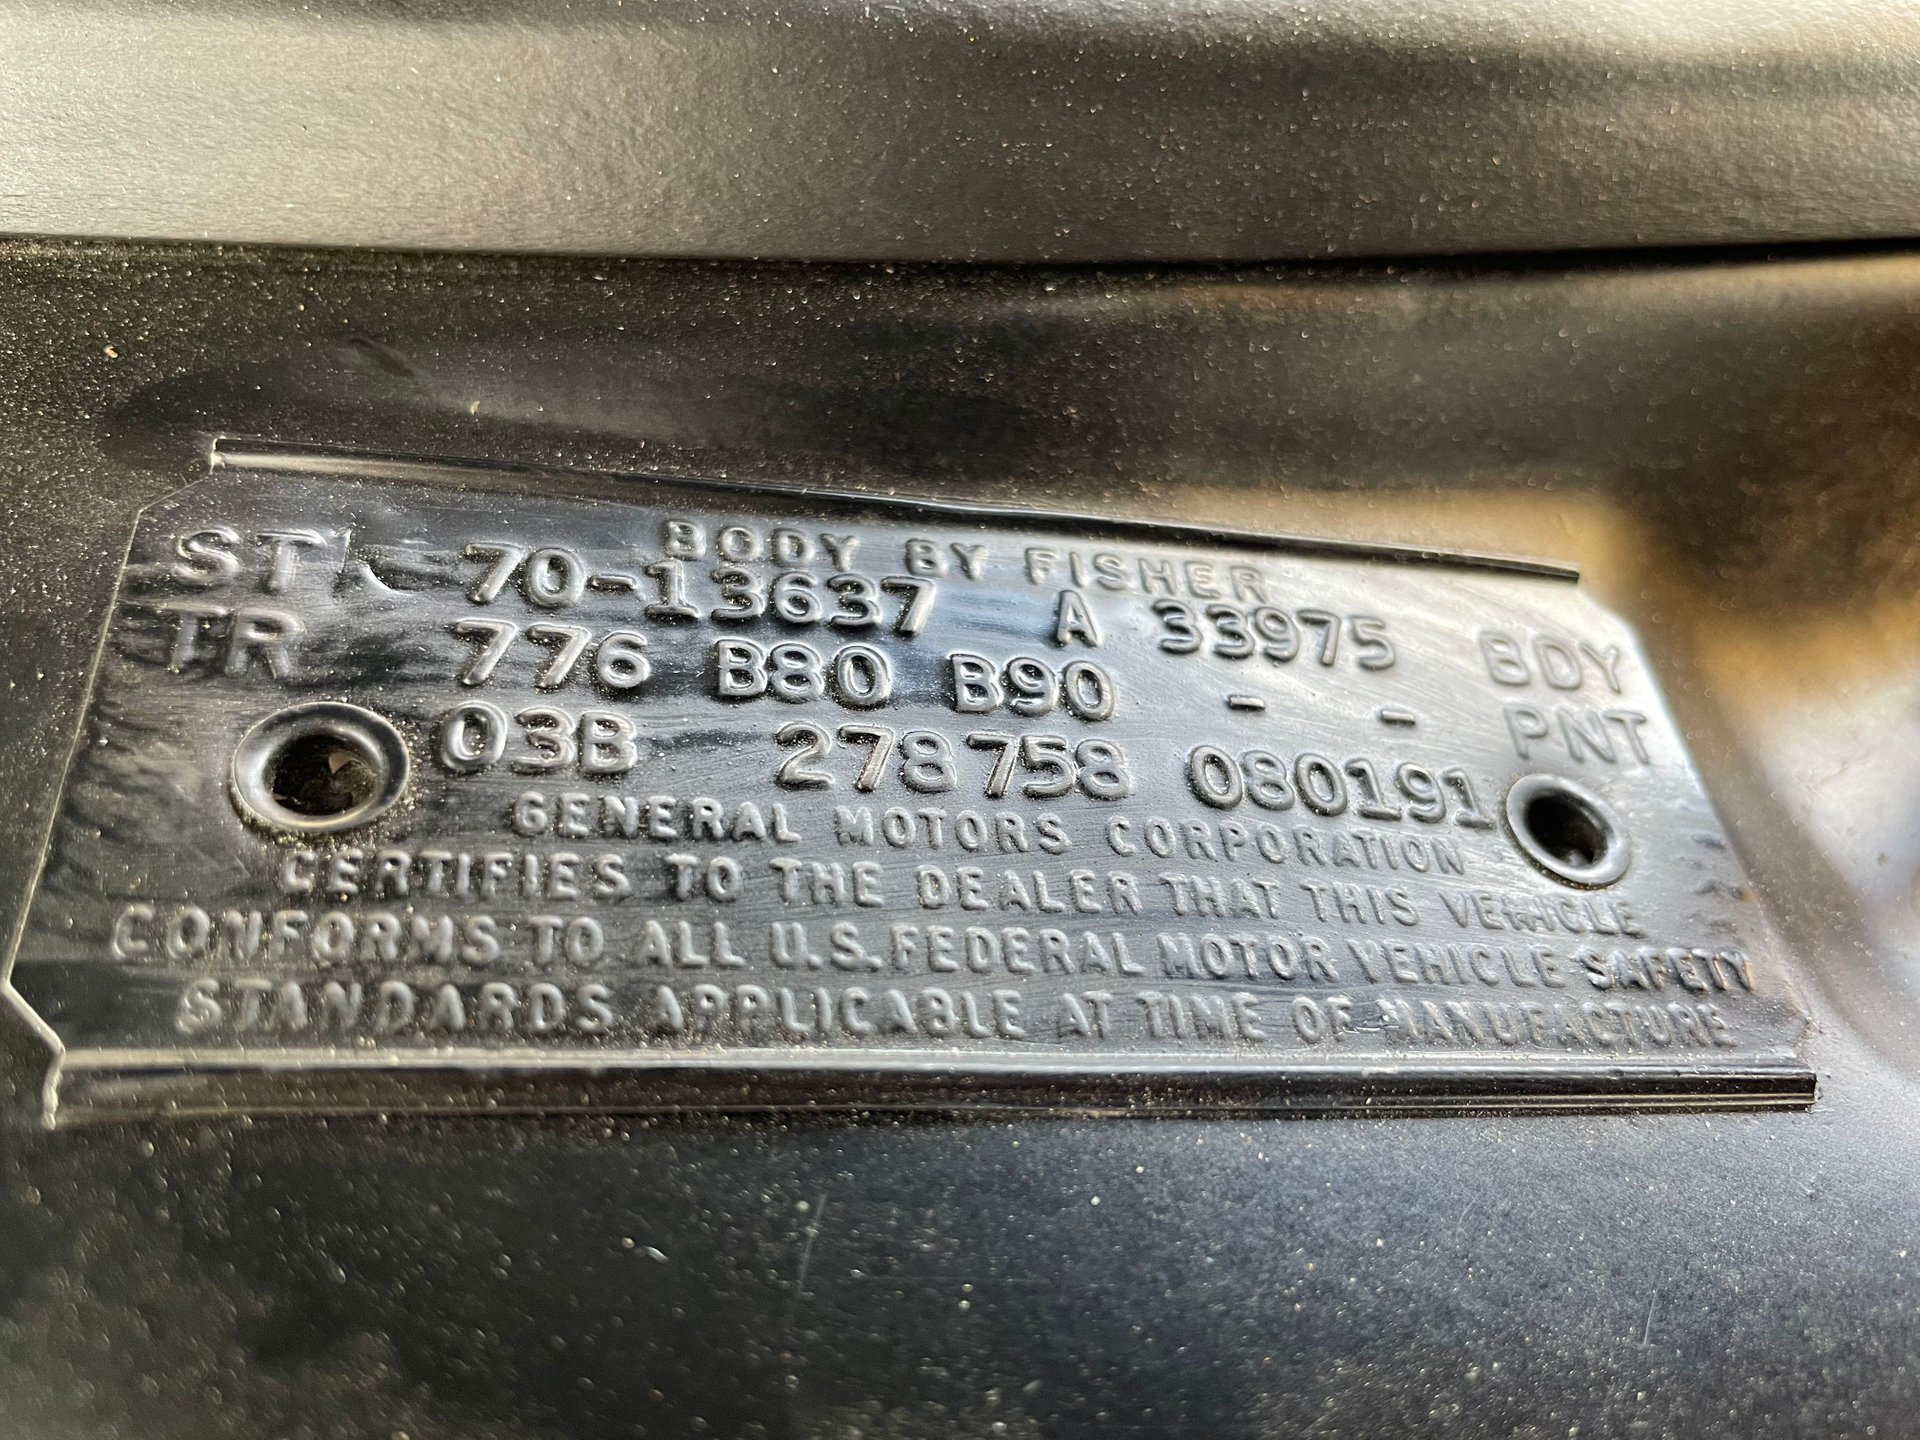 BODY BY FISHER
ST 70-13637 A 33975 BDY
TR 776 B80 B90 - - PNT
03B 278758 080191
GENERAL MOTORS CORPORATION
CERTIFIES TO THE DEALER THAT THIS VEHICLE
CONFORMS TO ALL U.S. FEDERAL MOTOR VEHICLE SAFETY
STANDARDS APPLICABLE AT TIME OF MANUFACTURE